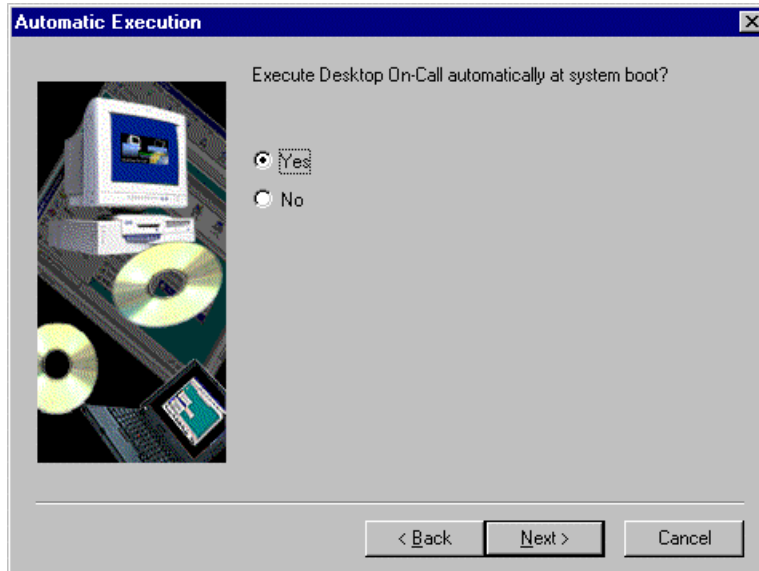 Automatic Execution
Execute Desktop On-Call automatically at system boot?
Yes
No
< Back
Next >
Cancel